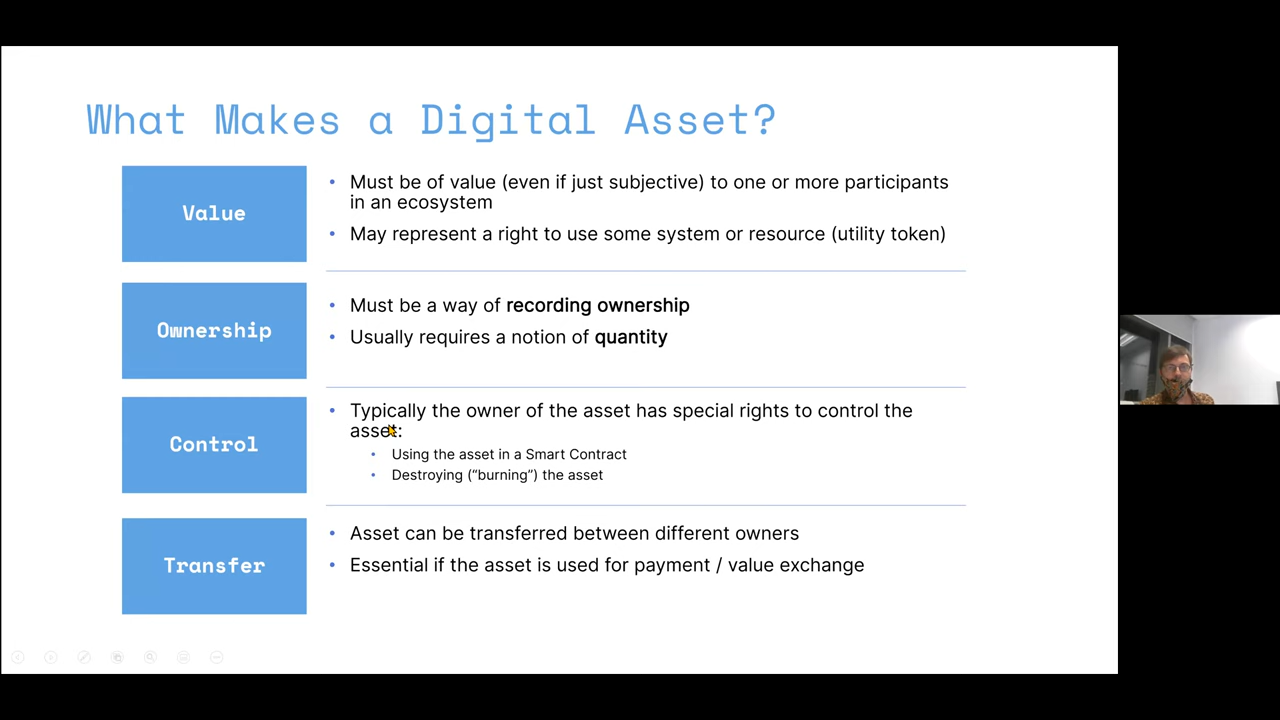 What Makes a Digital Asset?
Value
• Must be of value (even if just subjective) to one or more participants
in an ecosystem
• May represent a right to use some system or resource (utility token)
Ownership
• Must be a way of recording ownership
• Usually requires a notion of quantity
Control
• Typically the owner of the asset has special rights to control the
asset:
• Using the asset in a Smart Contract
• Destroying (“burning”) the asset
Transfer
• Asset can be transferred between different owners
• Essential if the asset is used for payment / value exchange